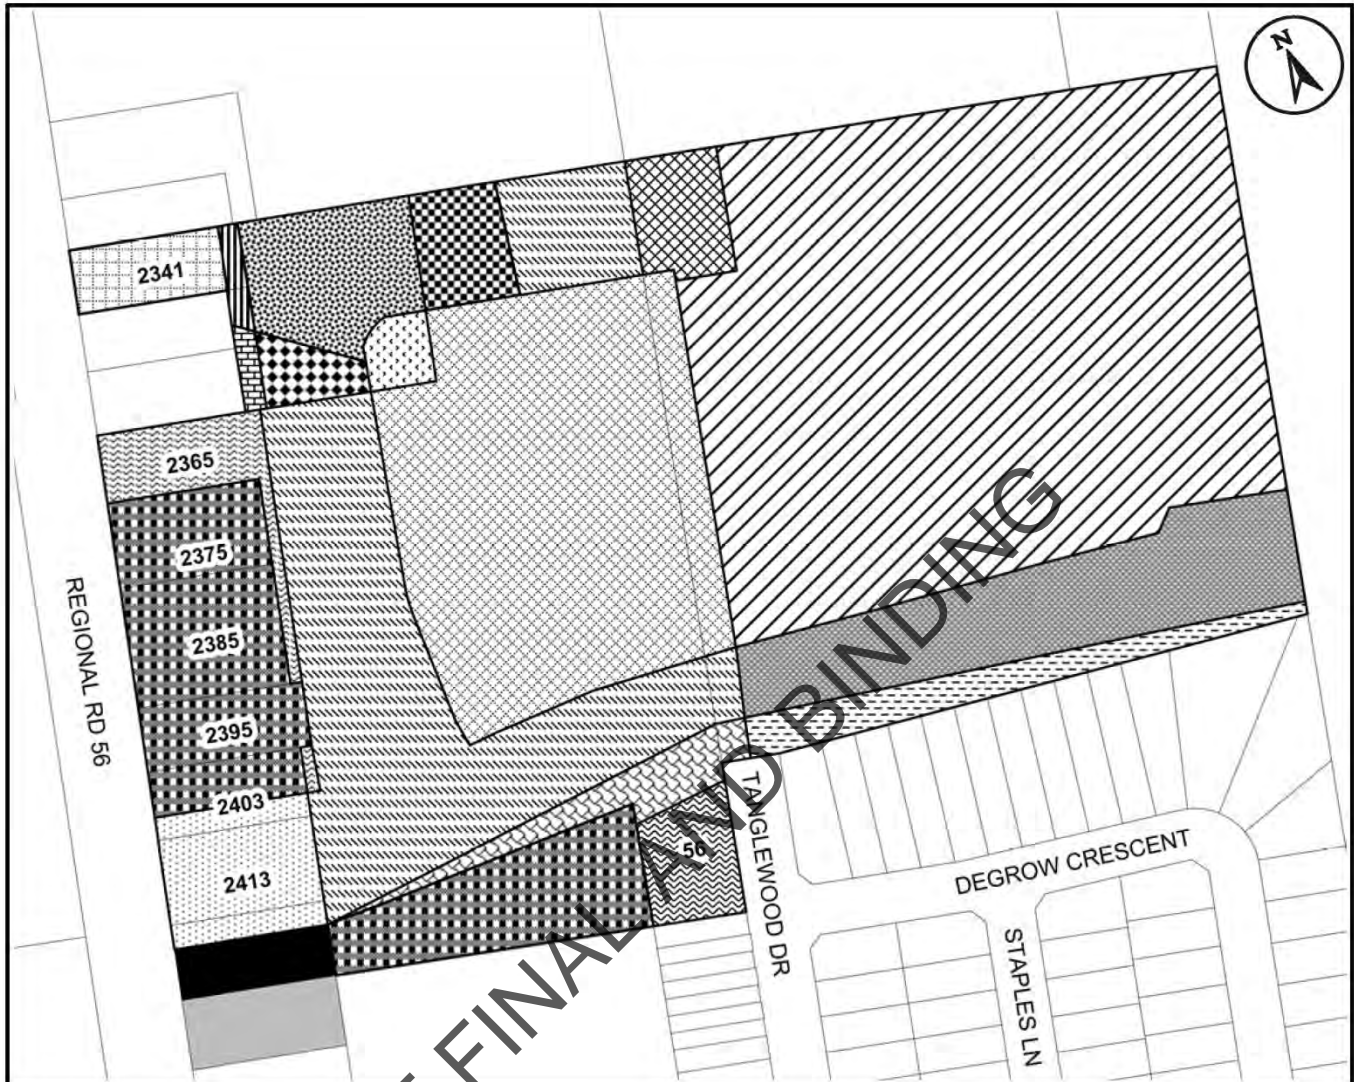 N
2341
2365
2375
2385
2395
2403
2413
REGIONAL RD 56
56
TANGLEWOOD DR
DEGROW CRESCENT
STAPLES LN
FINAL AND BINDING